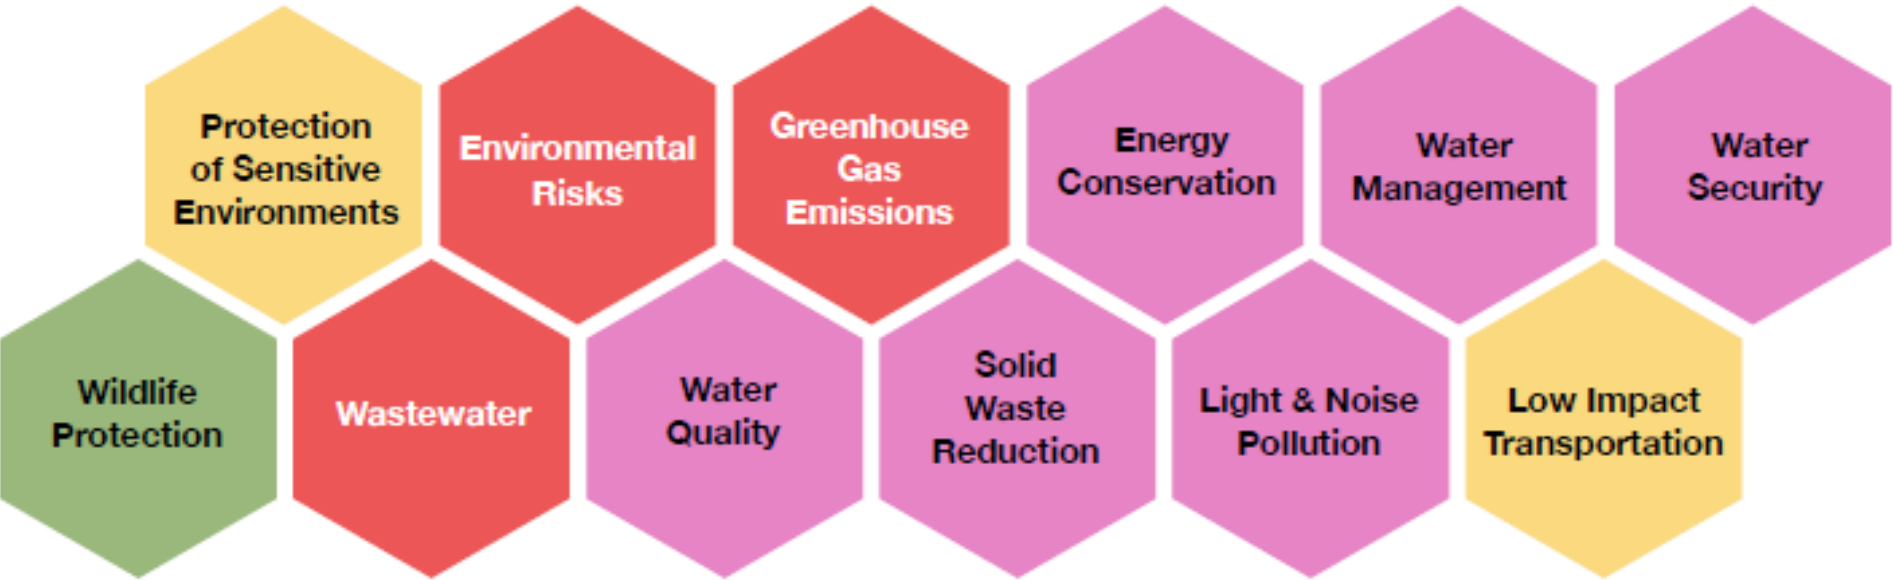 Protection
of Sensitive
Environments
Environmental
Risks
Greenhouse
Gas
Emissions
Energy
Conservation
Water
Management
Water
Security
Wildlife
Protection
Wastewater
Water
Quality
Solid
Waste
Reduction
Light & Noise
Pollution
Low Impact
Transportation